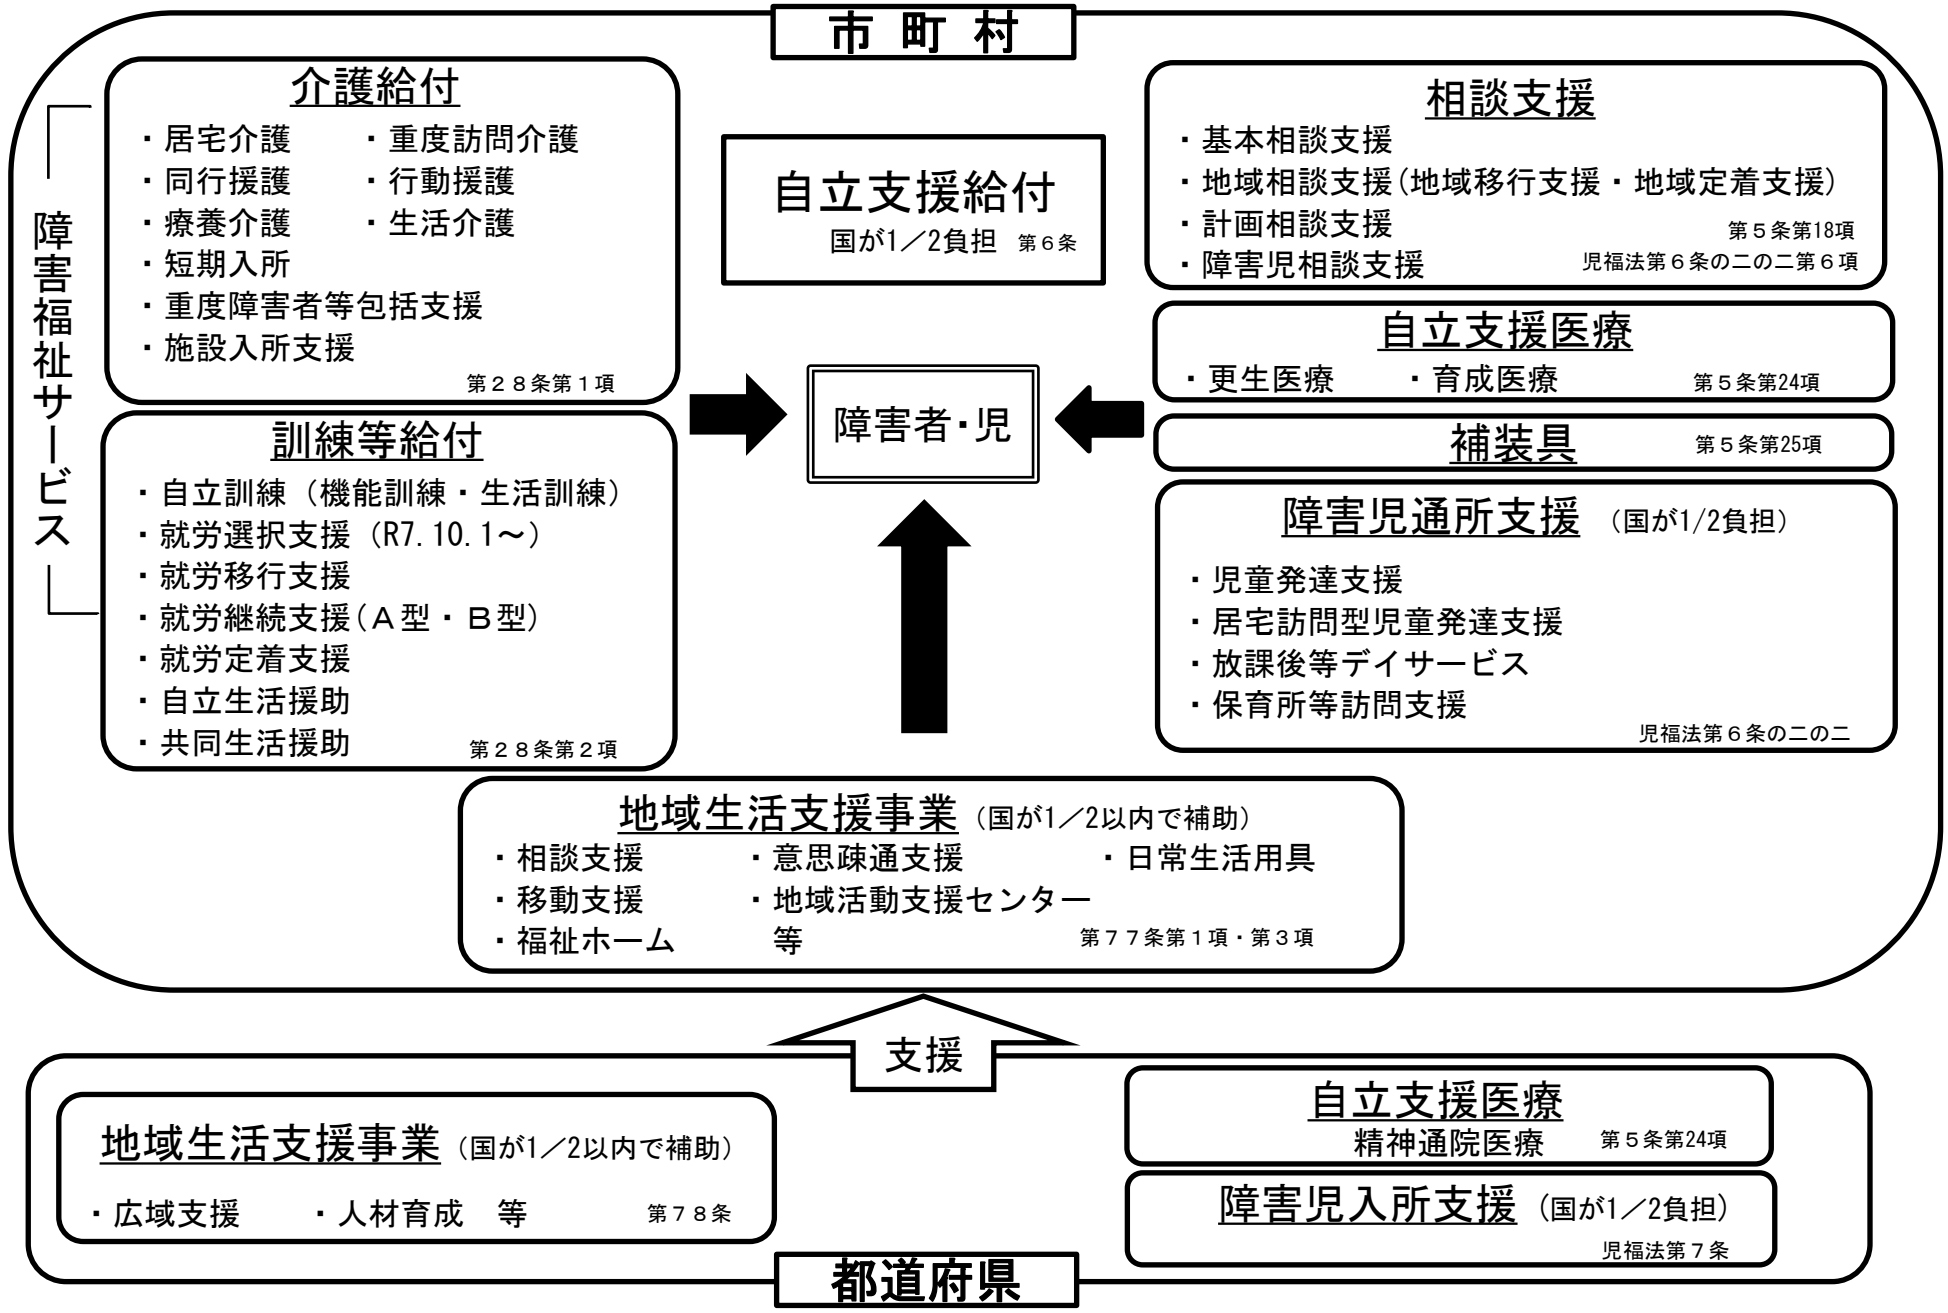 市 町 村
障害福祉サービス
介護給付
・居宅介護　・重度訪問介護
・同行援護　・行動援護
・療養介護　・生活介護
・短期入所
・重度障害者等包括支援
・施設入所支援
第２８条第１項
訓練等給付
・自立訓練（機能訓練・生活訓練）
・就労選択支援（R7.10.1～）
・就労移行支援
・就労継続支援(Ａ型・Ｂ型)
・就労定着支援
・自立生活援助
・共同生活援助　第２８条第２項
自立支援給付
国が1／2負担　第６条
障害者・児
相談支援
・基本相談支援
・地域相談支援(地域移行支援・地域定着支援)
・計画相談支援　第５条第18項
・障害児相談支援　児福法第６条の二の二第６項
自立支援医療
・更生医療　・育成医療　第５条第24項
補装具　第５条第25項
障害児通所支援（国が1/2負担）
・児童発達支援
・居宅訪問型児童発達支援
・放課後等デイサービス
・保育所等訪問支援
児福法第６条の二の二
地域生活支援事業（国が1／2以内で補助）
・相談支援　・意思疎通支援　・日常生活用具
・移動支援　・地域活動支援センター
・福祉ホーム　等　第７７条第１項・第３項
支援
地域生活支援事業（国が1／2以内で補助）
・広域支援　・人材育成　等　第７８条
自立支援医療
精神通院医療　第５条第24項
障害児入所支援（国が1／2負担）
児福法第７条
都道府県